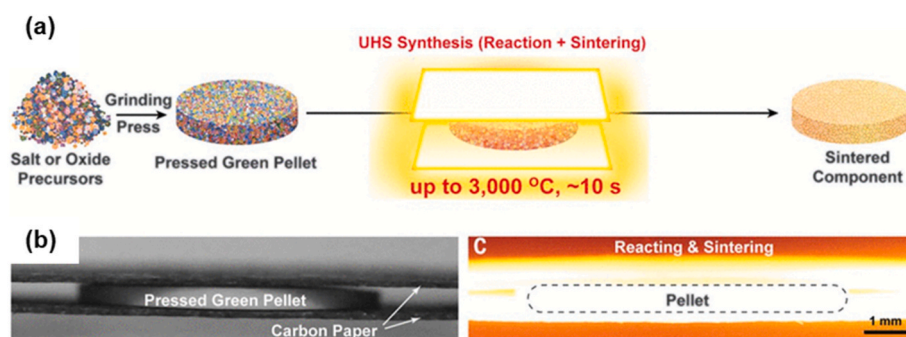 (a)
UHS Synthesis (Reaction + Sintering)
Grinding
Press
Salt or Oxide
Precursors
Pressed Green Pellet
up to 3,000 °C, ~10 s
Sintered
Component
(b)
Pressed Green Pellet
Carbon Paper
C
Reacting & Sintering
Pellet
1 mm